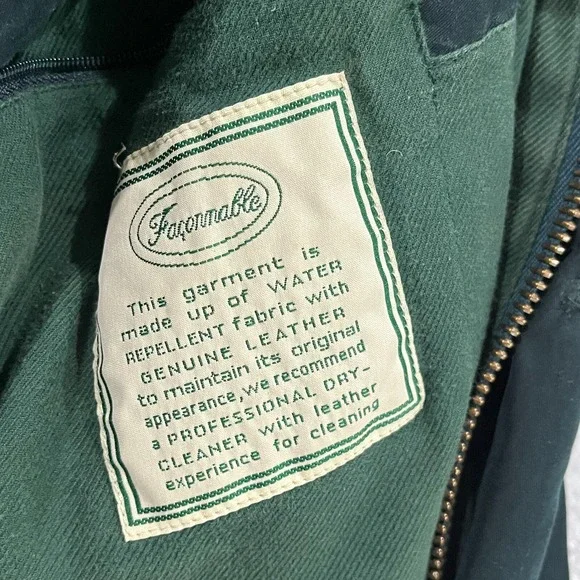 Façonnable
This garment is
made up of WATER
REPELLENT fabric with
GENUINE LEATHER
to maintain its original
appearance, we recommend
a PROFESSIONAL DRY-
CLEANER with leather
experience for cleaning